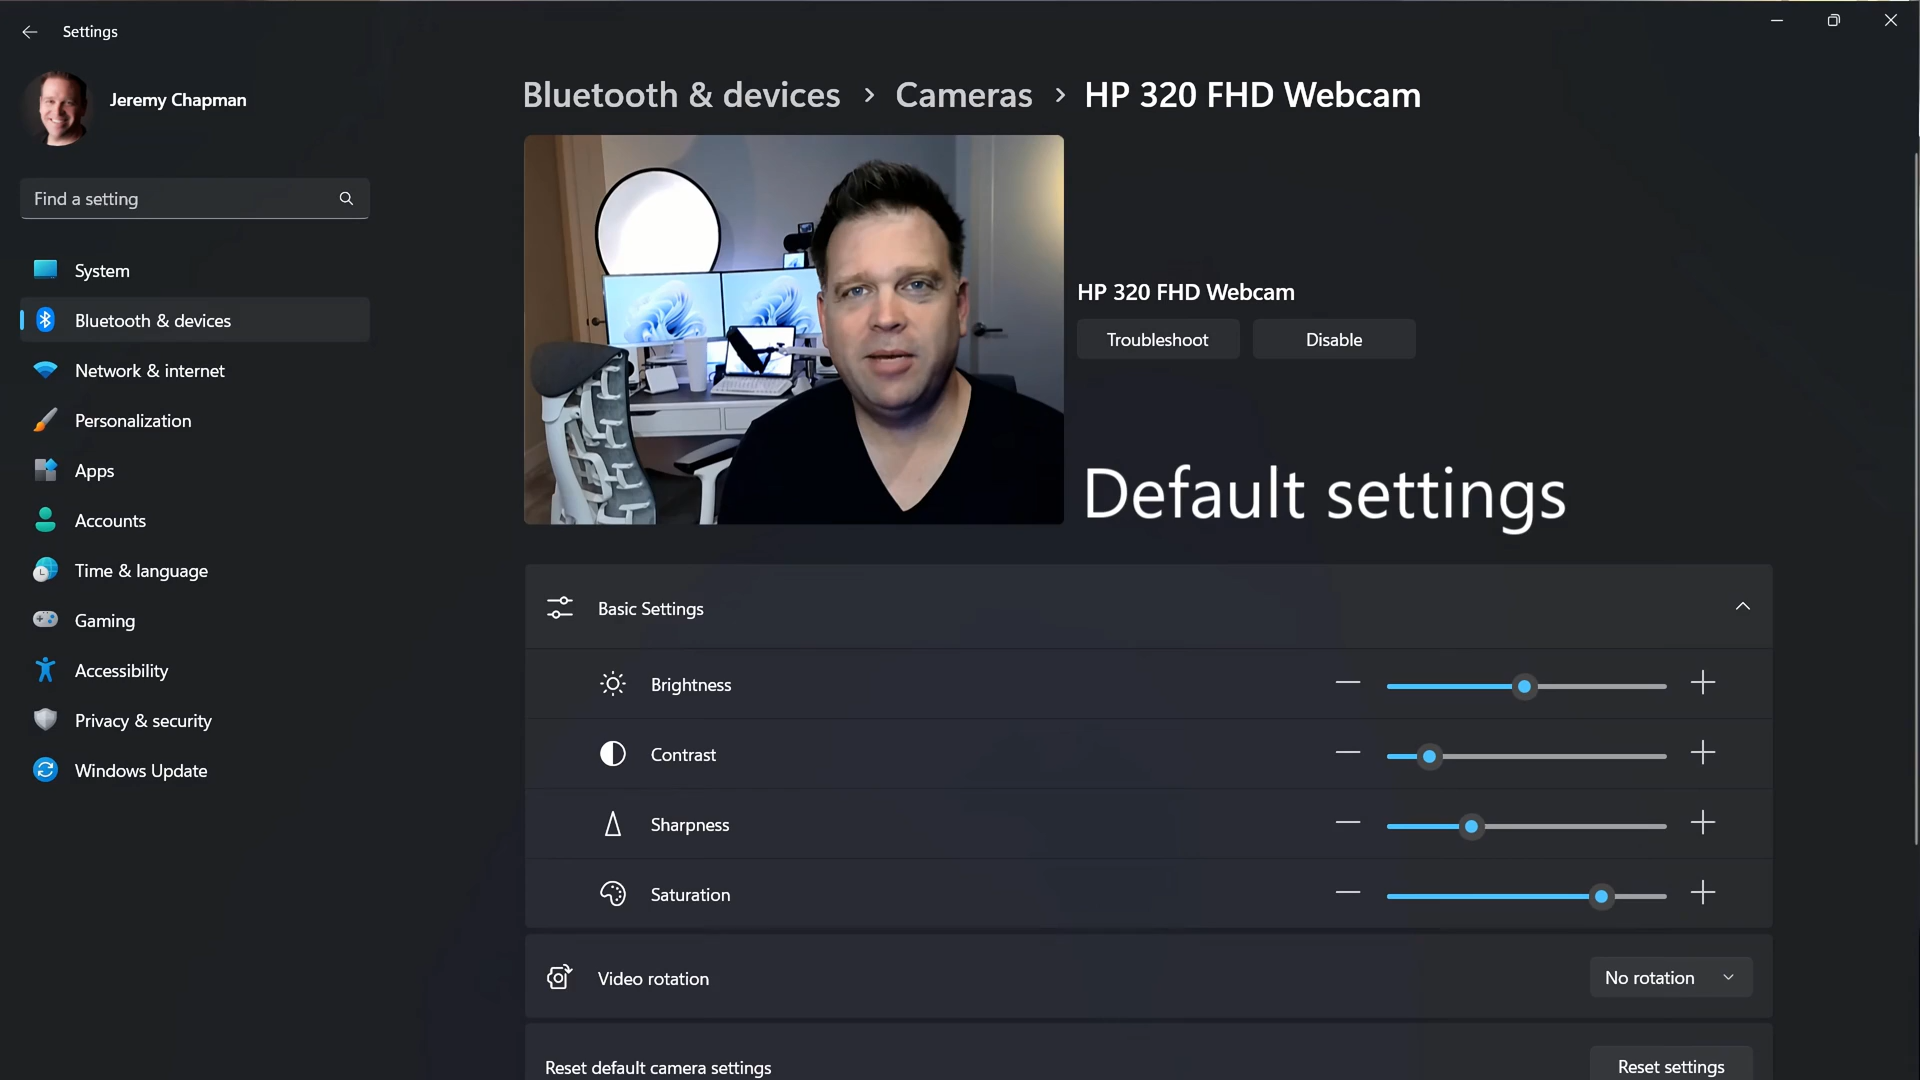 Settings
Jeremy Chapman
Find a setting
System
Bluetooth & devices
Network & internet
Personalization
Apps
Accounts
Time & language
Gaming
Accessibility
Privacy & security
Windows Update
Bluetooth & devices > Cameras > HP 320 FHD Webcam
HP 320 FHD Webcam
Troubleshoot Disable
Default settings
Basic Settings
Brightness
Contrast
Sharpness
Saturation
Video rotation No rotation
Reset default camera settings Reset settings